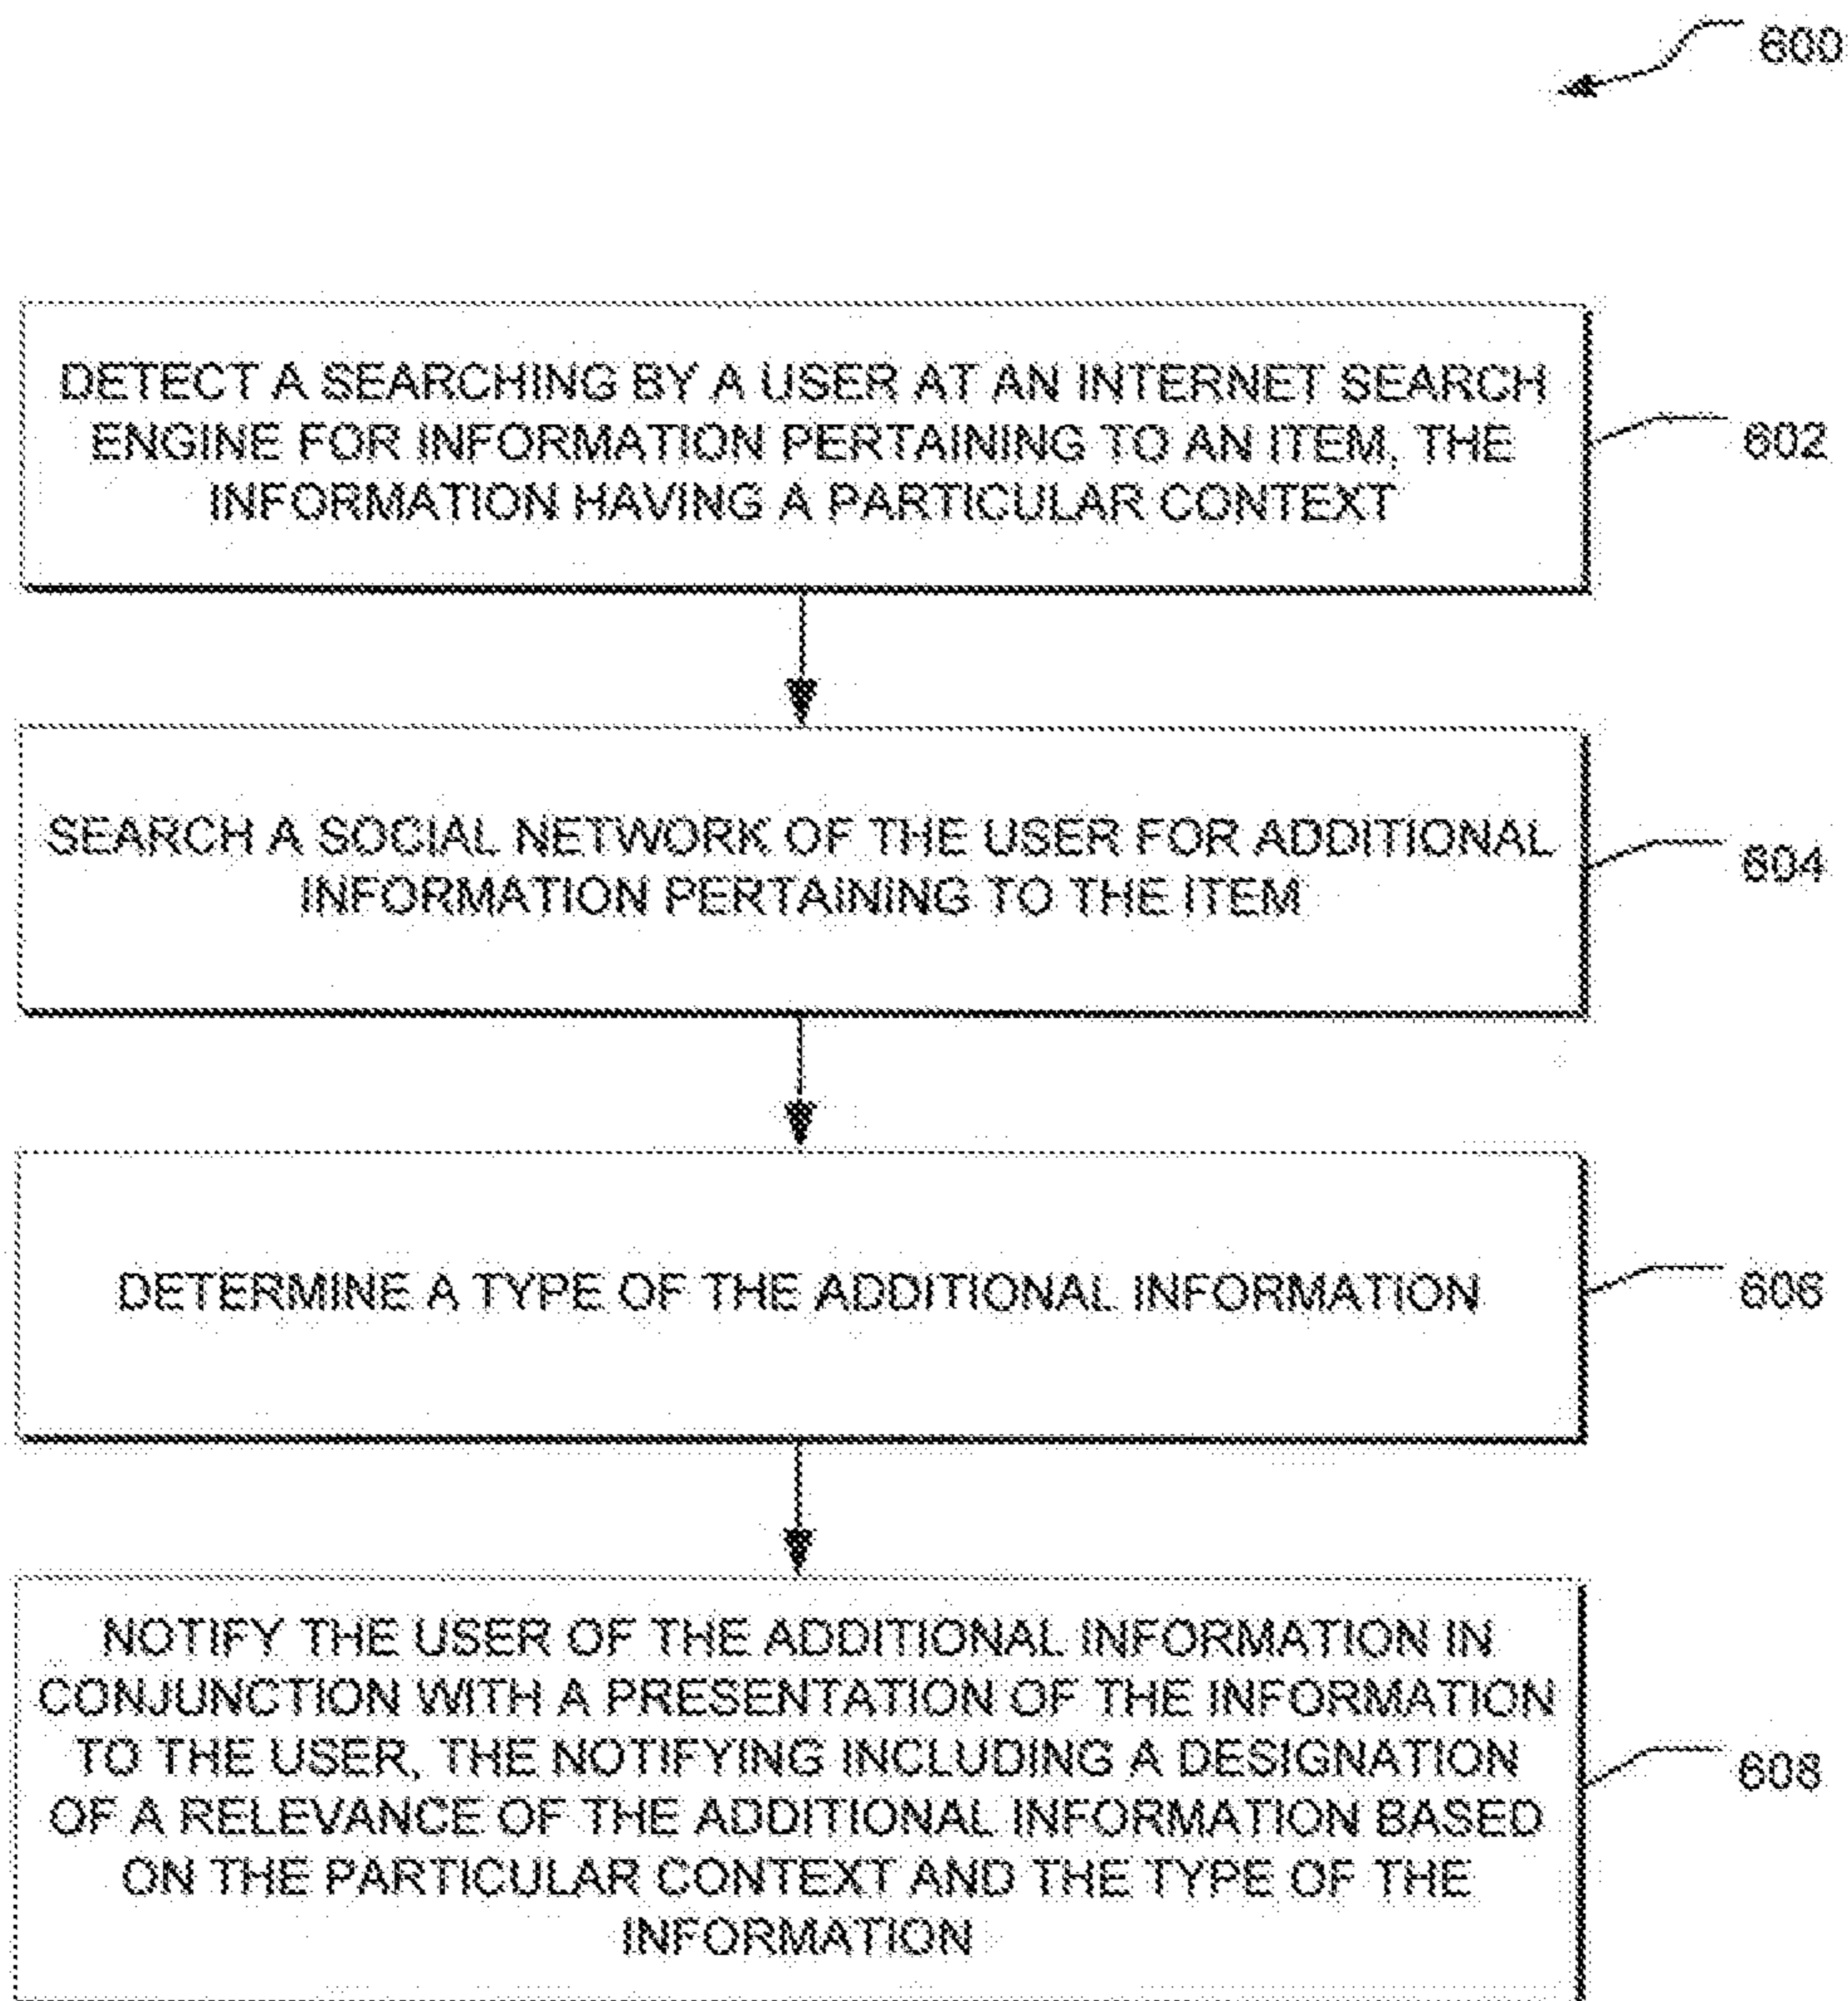 600
DETECT A SEARCHING BY A USER AT AN INTERNET SEARCH
ENGINE FOR INFORMATION PERTAINING TO AN ITEM, THE
INFORMATION HAVING A PARTICULAR CONTEXT
602
SEARCH A SOCIAL NETWORK OF THE USER FOR ADDITIONAL
INFORMATION PERTAINING TO THE ITEM
604
DETERMINE A TYPE OF THE ADDITIONAL INFORMATION
606
NOTIFY THE USER OF THE ADDITIONAL INFORMATION IN
CONJUNCTION WITH A PRESENTATION OF THE INFORMATION
TO THE USER, THE NOTIFYING INCLUDING A DESIGNATION
OF A RELEVANCE OF THE ADDITIONAL INFORMATION BASED
ON THE PARTICULAR CONTEXT AND THE TYPE OF THE
INFORMATION
608